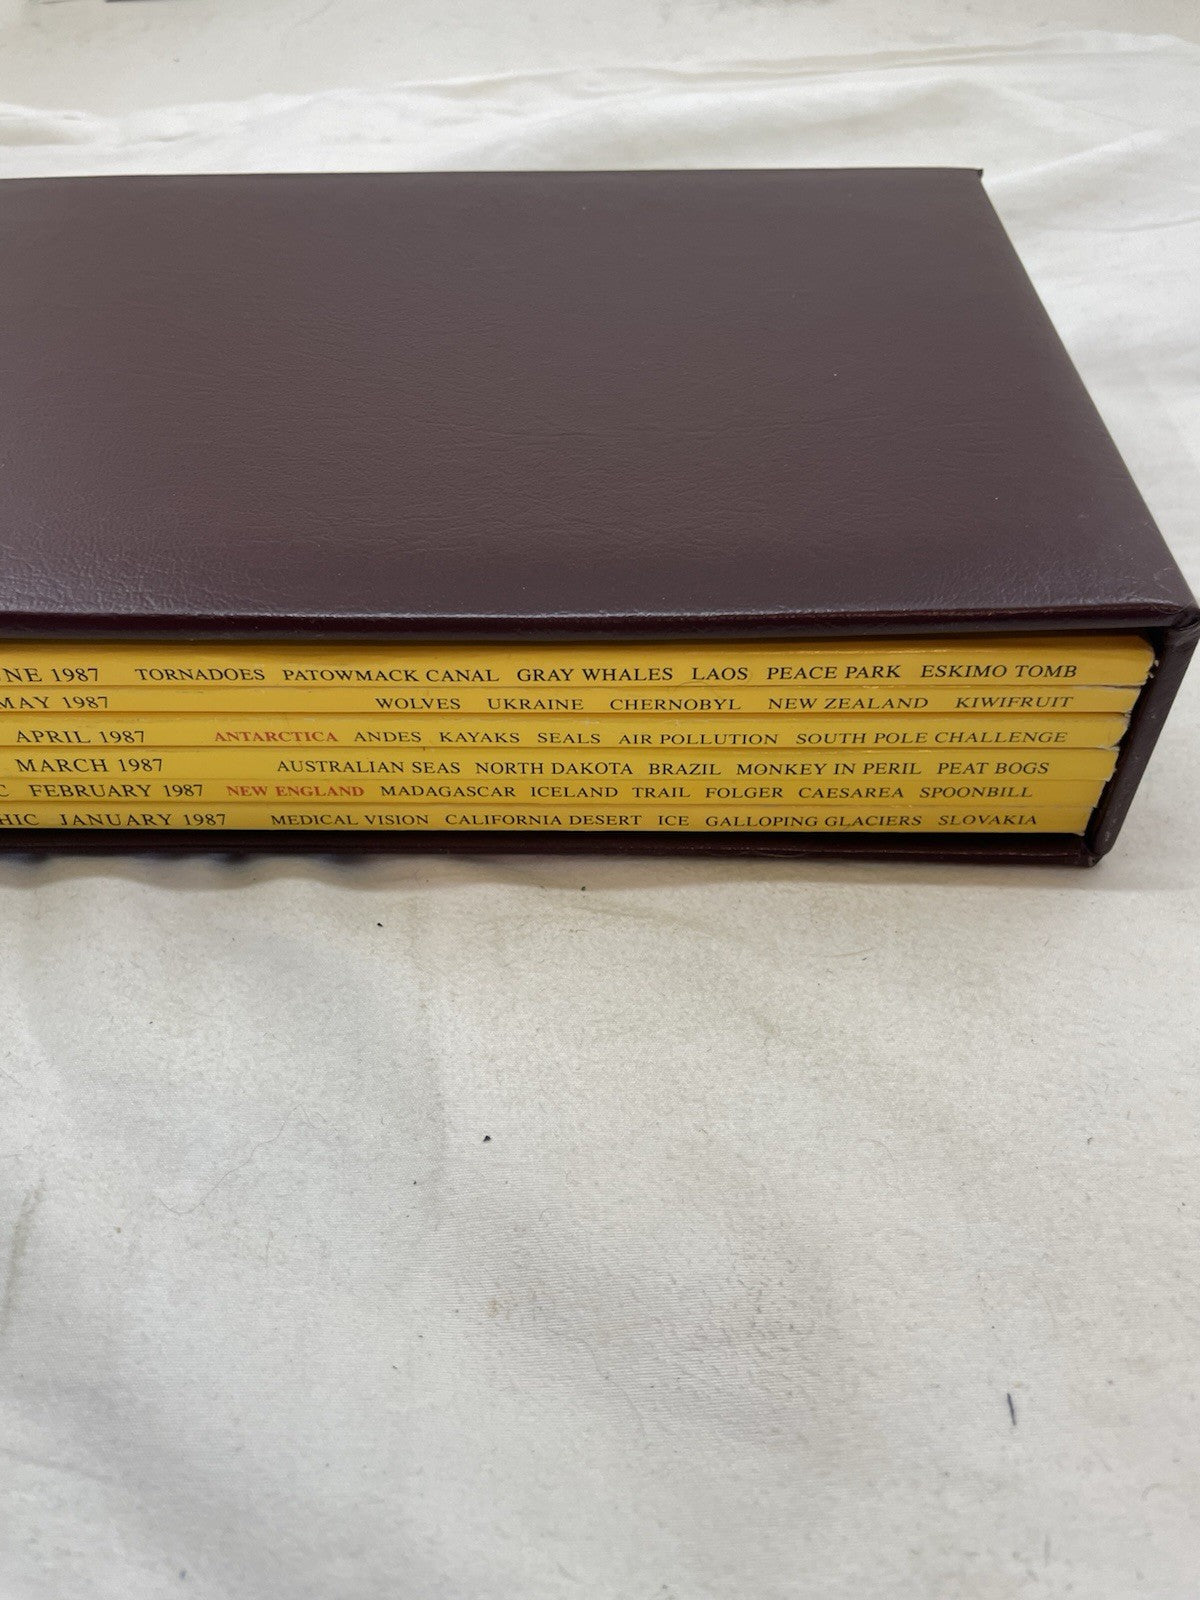 NE 1987 TORNADOES PATOWMACK CANAL GRAY WHALES LAOS PEACE PARK ESKIMO TOMB
MAY 1987 WOLVES UKRAINE CHERNOBYL NEW ZEALAND KIWIFRUIT
APRIL 1987 ANTARCTICA ANDES KAYAKS SEALS AIR POLLUTION SOUTH POLE CHALLENGE
MARCH 1987 AUSTRALIAN SEAS NORTH DAKOTA BRAZIL MONKEY IN PERIL PEAT BOGS
C FEBRUARY 1987 NEW ENGLAND MADAGASCAR ICELAND TRAIL FOLGER CAESAREA SPOONBILL
HIC JANUARY 1987 MEDICAL VISION CALIFORNIA DESERT ICE GALLOPING GLACIERS SLOVAKIA